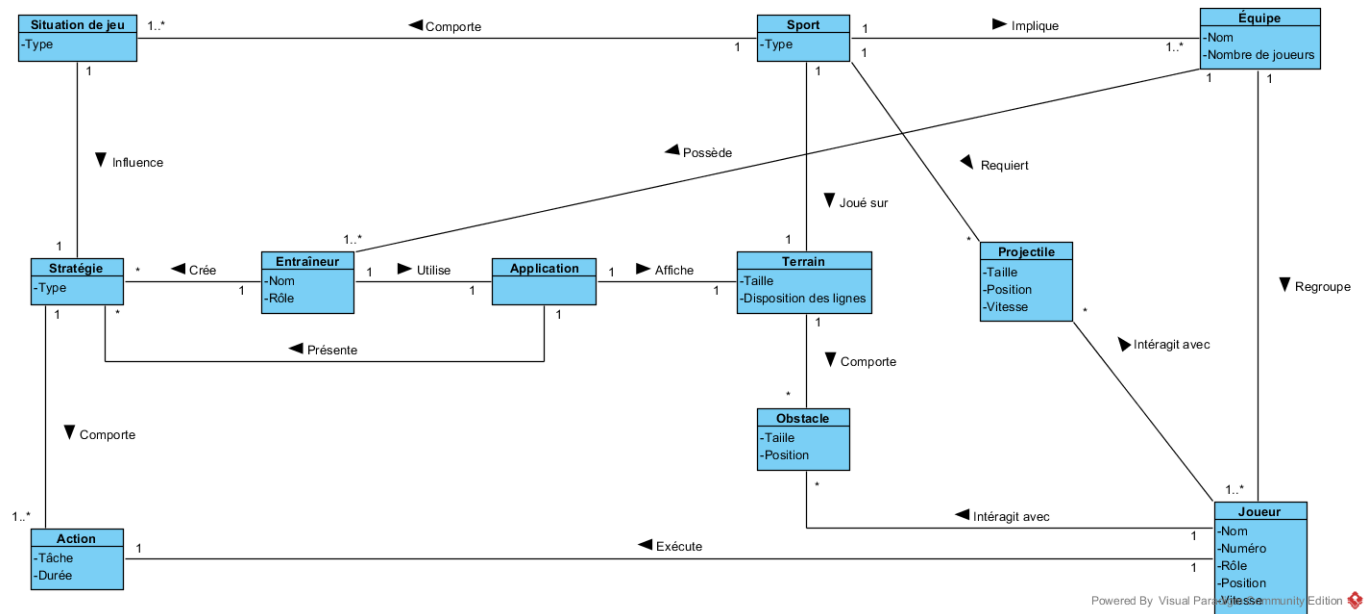 Situation de jeu
-Type
1..*
Comporte
1
Sport
-Type
1
Implique
1..*
Équipe
-Nom
-Nombre de joueurs
1
1
1
1
1
Influence
Possède
Requiert
Joué sur
1
1..*
1
*
Stratégie
-Type
*
Crée
1
Entraîneur
-Nom
-Rôle
1
Utilise
1
Application
1
Affiche
1
Terrain
-Taille
-Disposition des lignes
Projectile
-Taille
-Position
-Vitesse
Regroupe
1
*
Présente
1
1
*
Intéragit avec
Comporte
*
Obstacle
-Taiile
-Position
*
Comporte
1..*
Action
-Tâche
-Durée
1
Exécute
1
Intéragit avec
1
1..*
Joueur
-Nom
-Numéro
-Rôle
-Position
-Vitesse
Powered By Visual Paradigm Community Edition